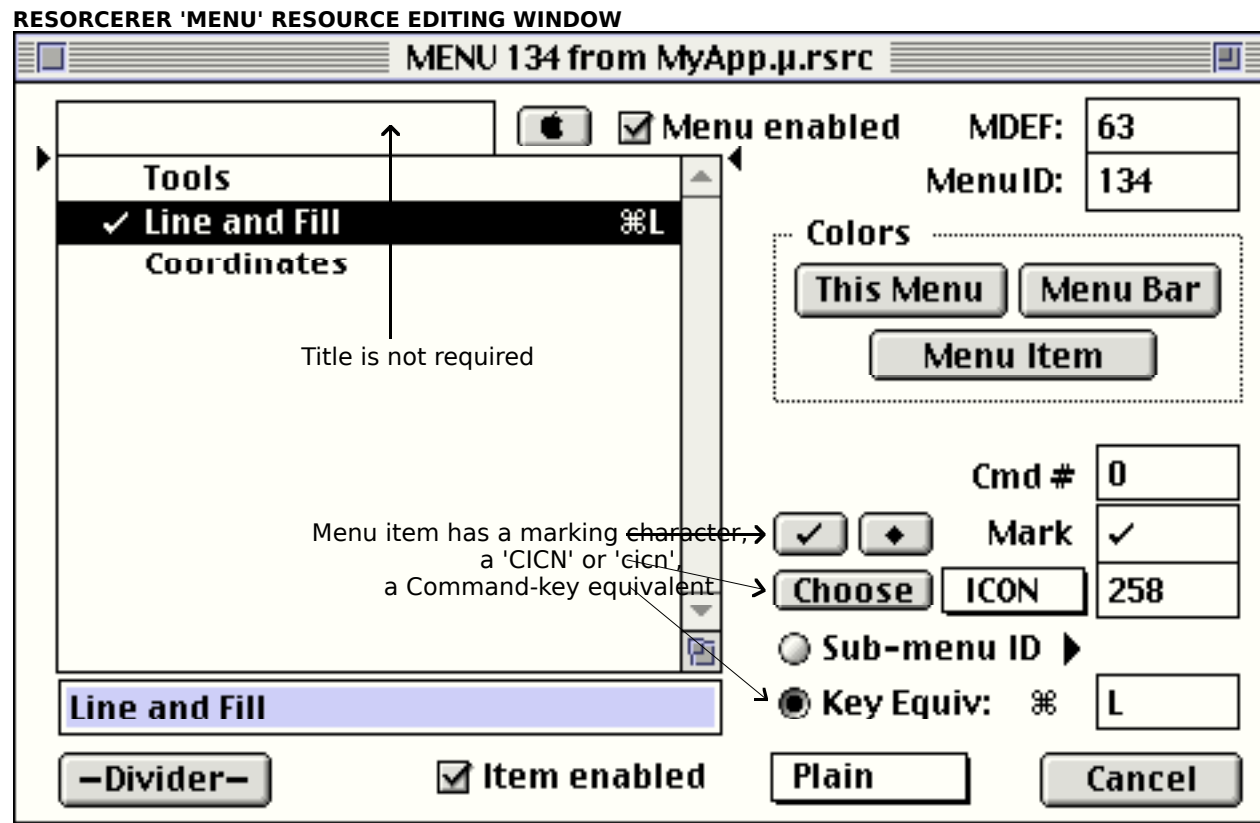 RESORCERER 'MENU' RESOURCE EDITING WINDOW
MENU 134 from MyApp.µ.rsrc
Menu enabled
MDEF: 63
MenuID: 134
Tools
✓ Line and Fill ⌘L
Coordinates
Title is not required
Colors
This Menu
Menu Bar
Menu Item
Cmd # 0
Menu item has a marking character,
a 'CICN' or 'cicn',
a Command-key equivalent
✓ ◆ Mark ✓
Choose ICON 258
Sub-menu ID
Key Equiv: ⌘ L
Line and Fill
–Divider–
Item enabled
Plain
Cancel